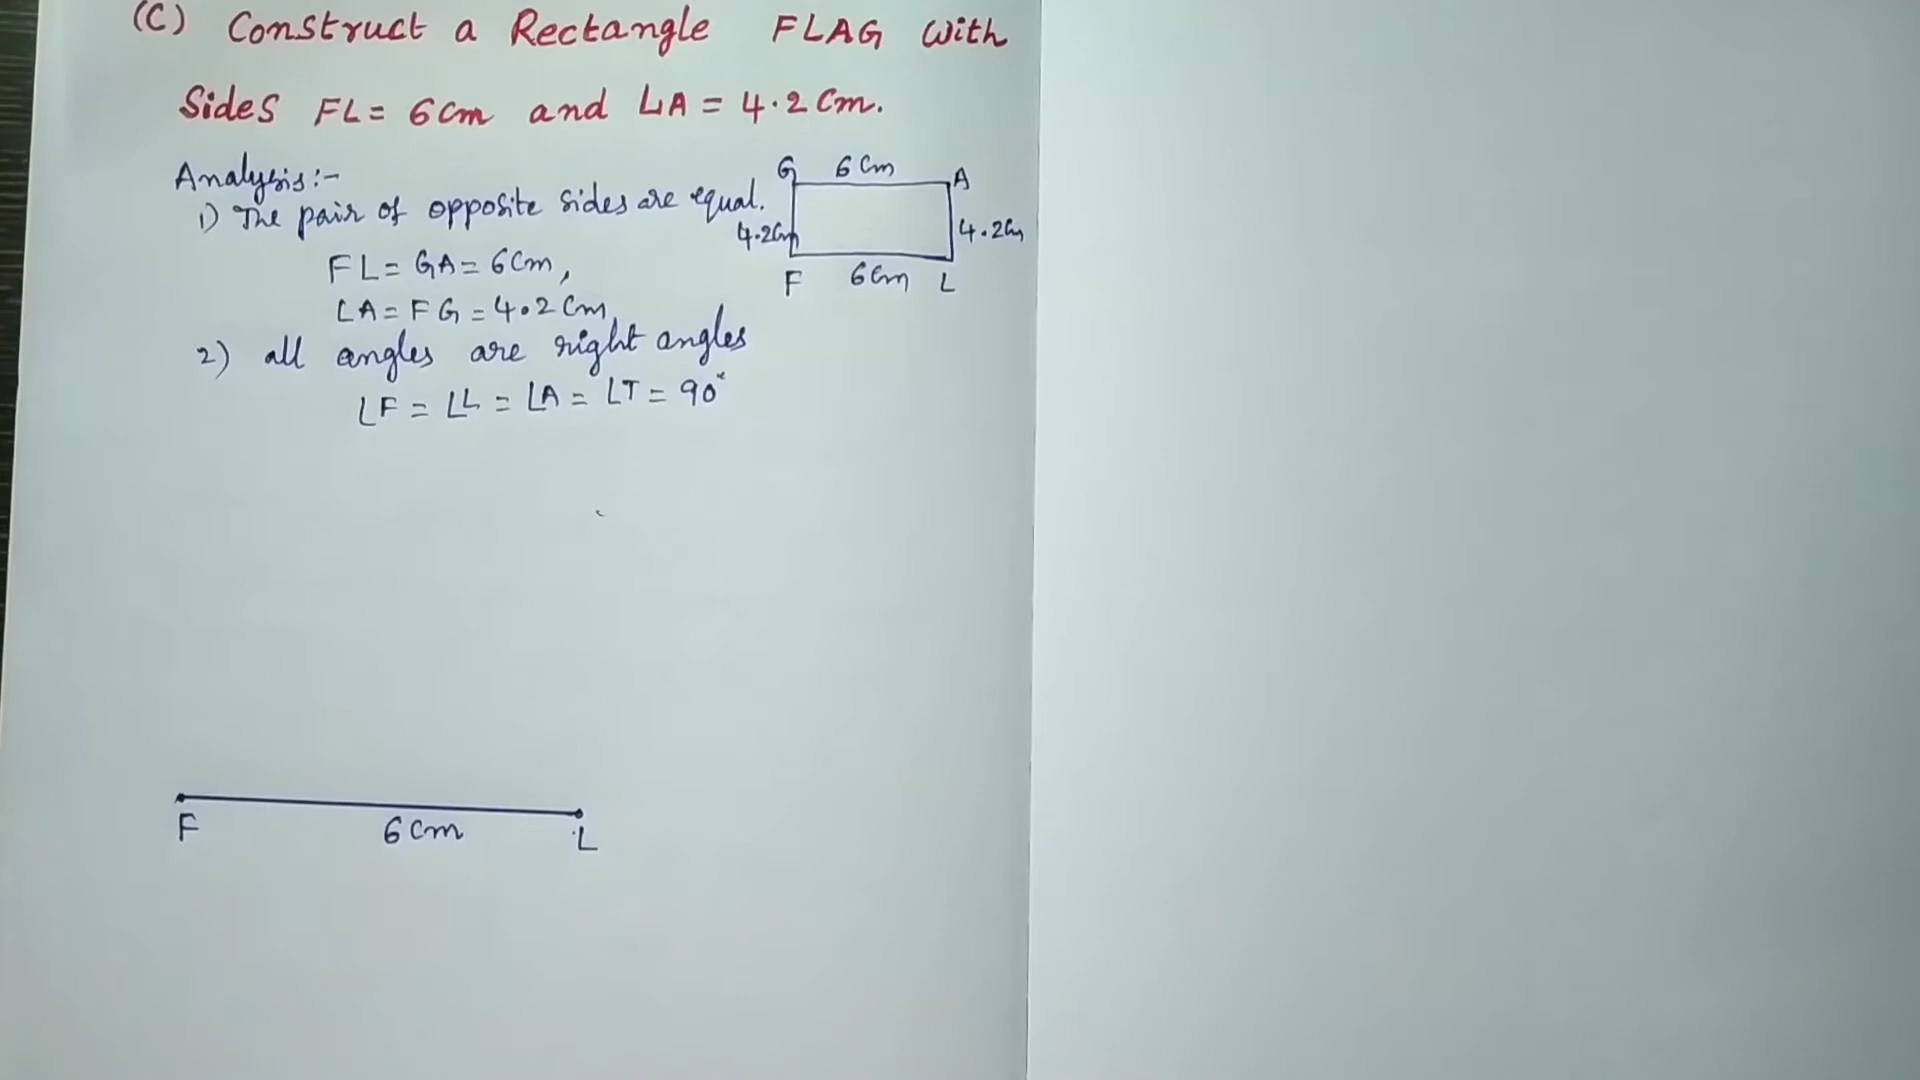 (C) Construct a Rectangle FLAG with
Sides FL = 6cm and LA = 4.2 Cm.
Analysis:-
1) The pair of opposite sides are equal.
FL = GA = 6Cm,
LA = FG = 4.2 Cm,
2) all angles are right angles
∠F = ∠L = ∠A = ∠T = 90°
G 6 Cm A
4.2Cm 4.2Cm
F 6Cm L
F 6 Cm L